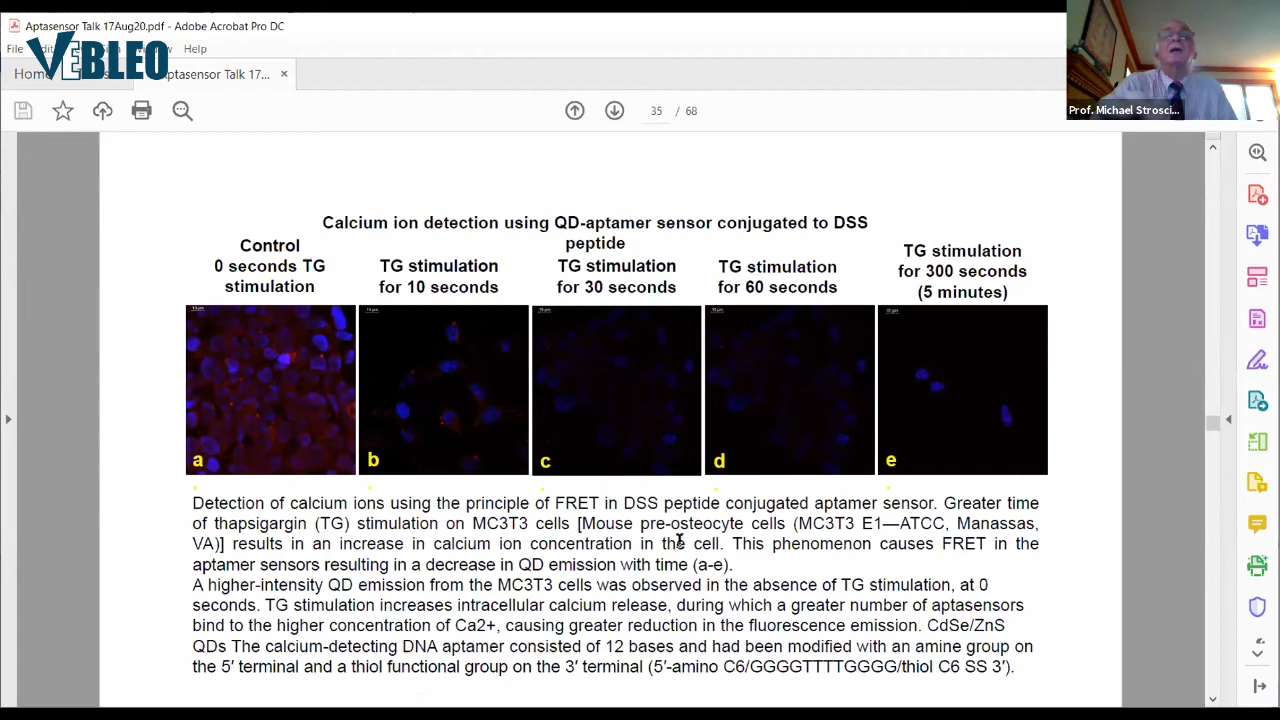 Aptasensor Talk 17Aug20.pdf - Adobe Acrobat Pro DC
File
Help
VEBLEO
Home
Aptasensor Talk 17... ×
35 / 68
Prof. Michael Strosci...
Calcium ion detection using QD-aptamer sensor conjugated to DSS
peptide
Control
0 seconds TG
stimulation
TG stimulation
for 10 seconds
TG stimulation
for 30 seconds
TG stimulation
for 60 seconds
TG stimulation
for 300 seconds
(5 minutes)
a
b
c
d
e
Detection of calcium ions using the principle of FRET in DSS peptide conjugated aptamer sensor. Greater time
of thapsigargin (TG) stimulation on MC3T3 cells [Mouse pre-osteocyte cells (MC3T3 E1—ATCC, Manassas,
VA)] results in an increase in calcium ion concentration in the cell. This phenomenon causes FRET in the
aptamer sensors resulting in a decrease in QD emission with time (a-e).
A higher-intensity QD emission from the MC3T3 cells was observed in the absence of TG stimulation, at 0
seconds. TG stimulation increases intracellular calcium release, during which a greater number of aptasensors
bind to the higher concentration of Ca2+, causing greater reduction in the fluorescence emission. CdSe/ZnS
QDs The calcium-detecting DNA aptamer consisted of 12 bases and had been modified with an amine group on
the 5′ terminal and a thiol functional group on the 3′ terminal (5′-amino C6/GGGGTTTTGGGG/thiol C6 SS 3′).